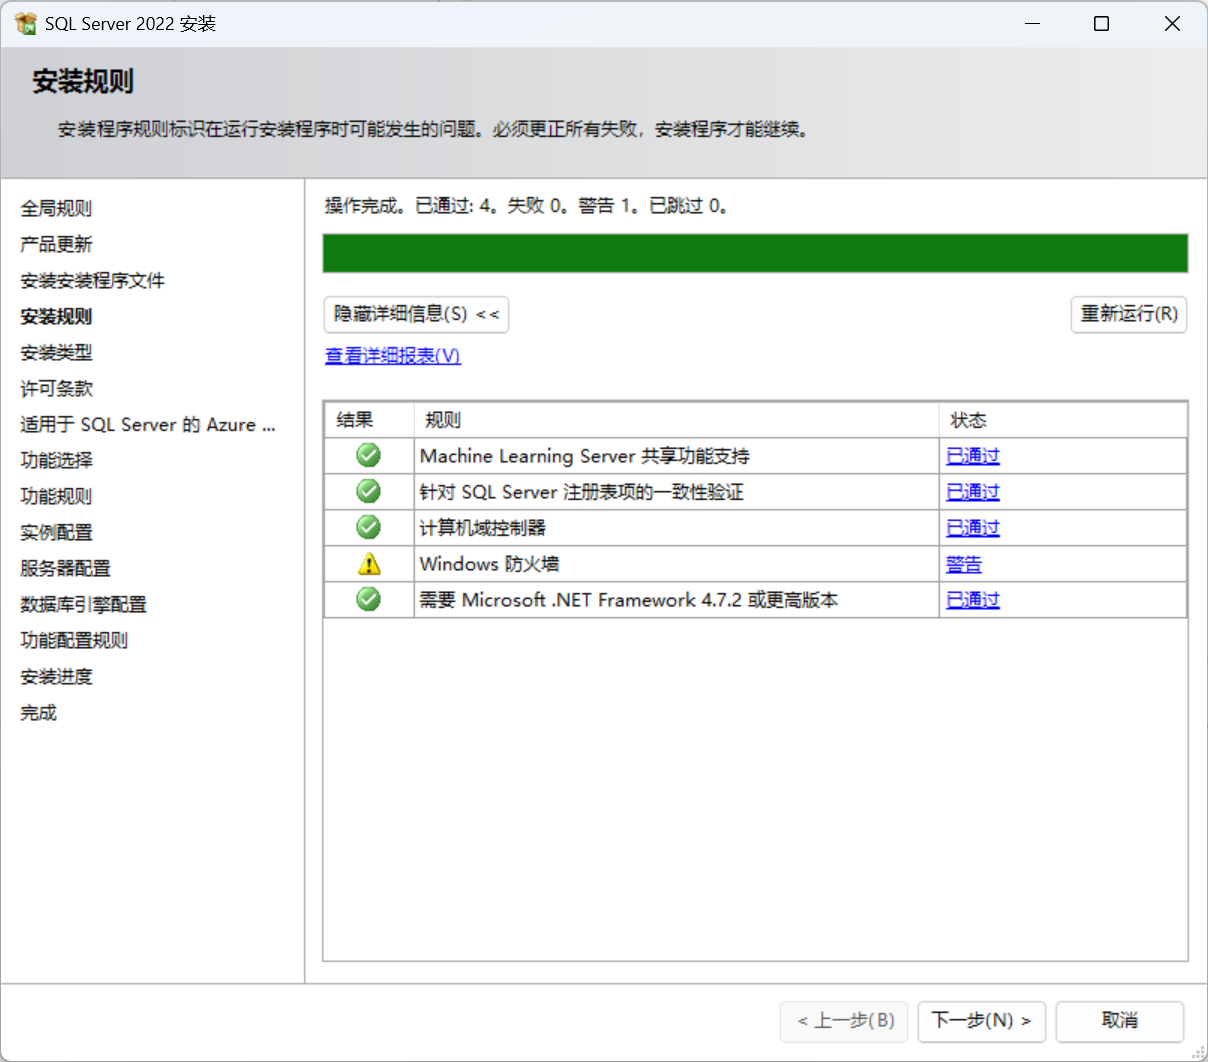 SQL Server 2022 安装
安装规则
安装程序规则标识在运行安装程序时可能发生的问题。必须更正所有失败，安装程序才能继续。
全局规则
产品更新
安装安装程序文件
安装规则
安装类型
许可条款
适用于 SQL Server 的 Azure ...
功能选择
功能规则
实例配置
服务器配置
数据库引擎配置
功能配置规则
安装进度
完成
操作完成。已通过: 4。失败 0。警告 1。已跳过 0。
隐藏详细信息(S) <<
重新运行(R)
查看详细报表(V)
结果 规则 状态
Machine Learning Server 共享功能支持 已通过
针对 SQL Server 注册表项的一致性验证 已通过
计算机域控制器 已通过
Windows 防火墙 警告
需要 Microsoft .NET Framework 4.7.2 或更高版本 已通过
< 上一步(B) 下一步(N) > 取消